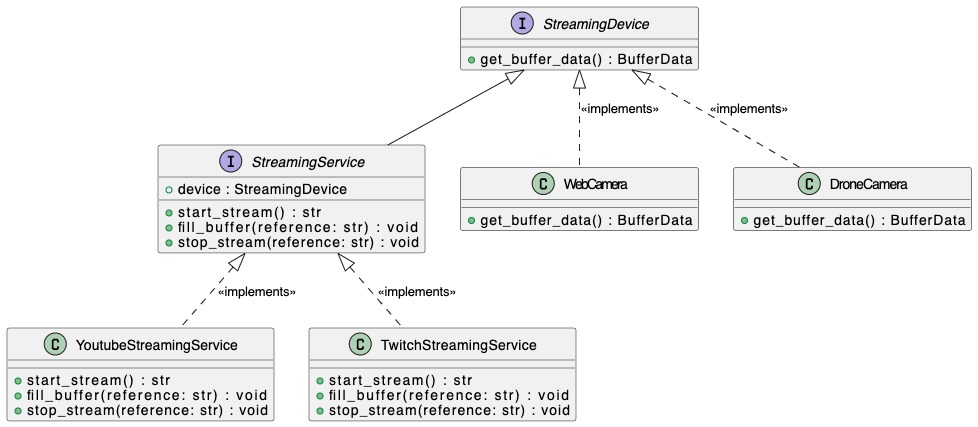 I StreamingDevice
get_buffer_data() : BufferData
«implements»
«implements»
I StreamingService
device : StreamingDevice
start_stream() : str
fill_buffer(reference: str) : void
stop_stream(reference: str) : void
C WebCamera
get_buffer_data() : BufferData
C DroneCamera
get_buffer_data() : BufferData
«implements»
«implements»
C YoutubeStreamingService
start_stream() : str
fill_buffer(reference: str) : void
stop_stream(reference: str) : void
C TwitchStreamingService
start_stream() : str
fill_buffer(reference: str) : void
stop_stream(reference: str) : void